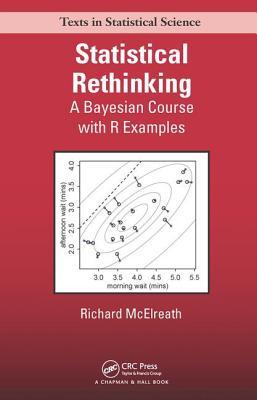 Texts in Statistical Science
Statistical
Rethinking
A Bayesian Course
with R Examples
afternoon wait (mins)
4.0
3.5
3.0
2.5
2.0
3.0 3.5 4.0 4.5 5.0 5.5
morning wait (mins)
Richard McElreath
CRC
CRC Press
Taylor & Francis Group
A CHAPMAN & HALL BOOK